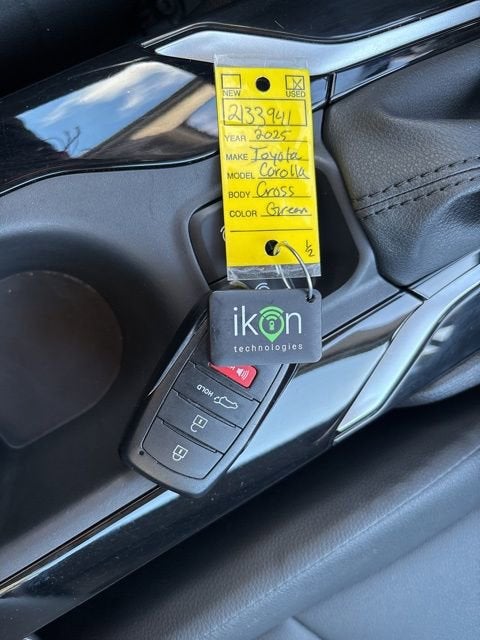 NEW
USED
2133941
YEAR 2025
MAKE Toyota
MODEL Corolla
BODY Cross
COLOR Green
1/2
ikon
technologies
HOLD